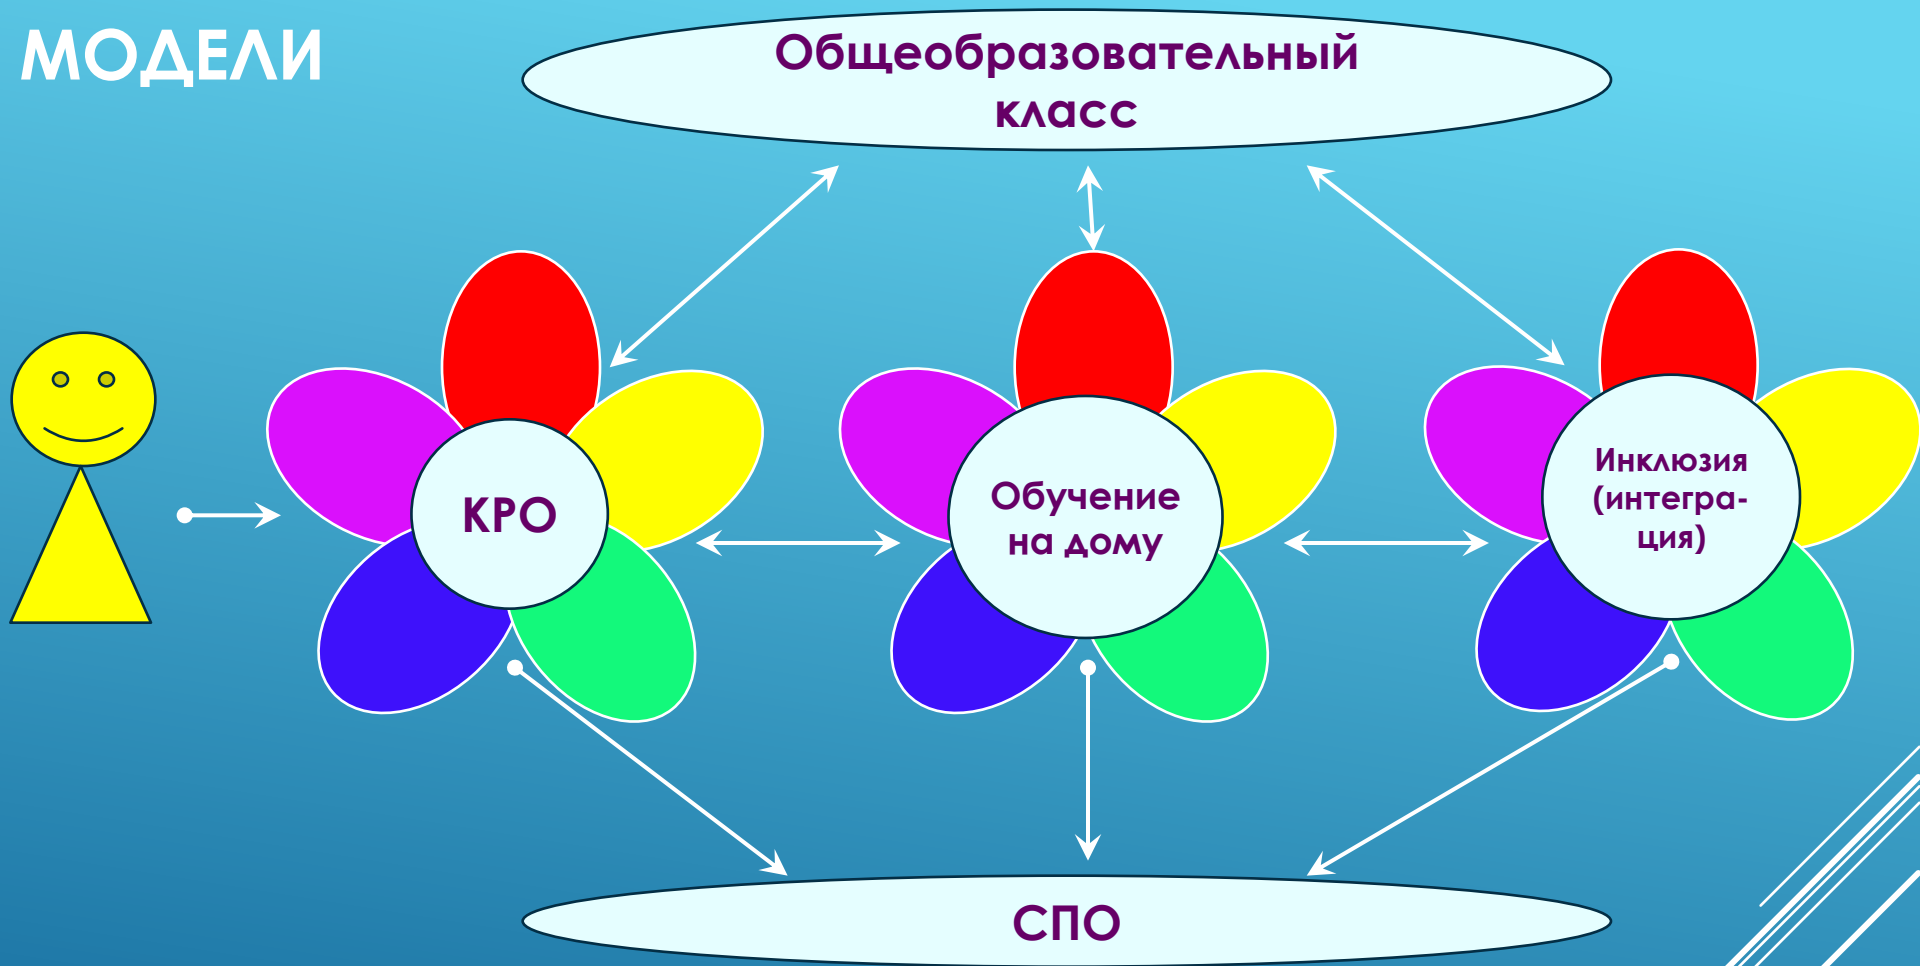 МОДЕЛИ
Общеобразовательный
класс
КРО
Обучение
на дому
Инклюзия
(интегра-
ция)
СПО